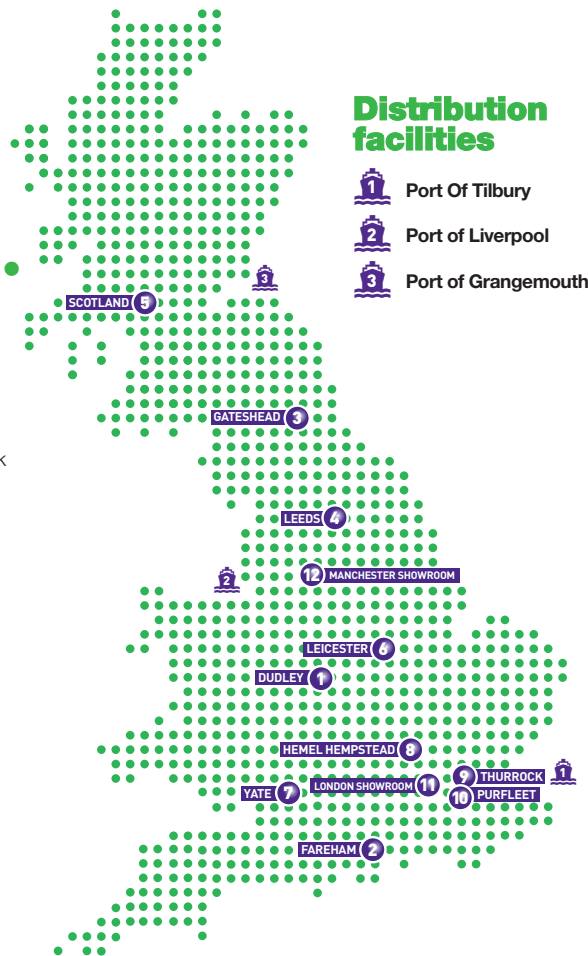 Distribution
facilities
1 Port Of Tilbury
2 Port of Liverpool
3 Port of Grangemouth
3
SCOTLAND 5
GATESHEAD 3
K
LEEDS 4
2
12 MANCHESTER SHOWROOM
LEICESTER 6
DUDLEY 1
HEMEL HEMPSTEAD 8
9 THURROCK 1
LONDON SHOWROOM 11
YATE 7
10 PURFLEET
FAREHAM 2